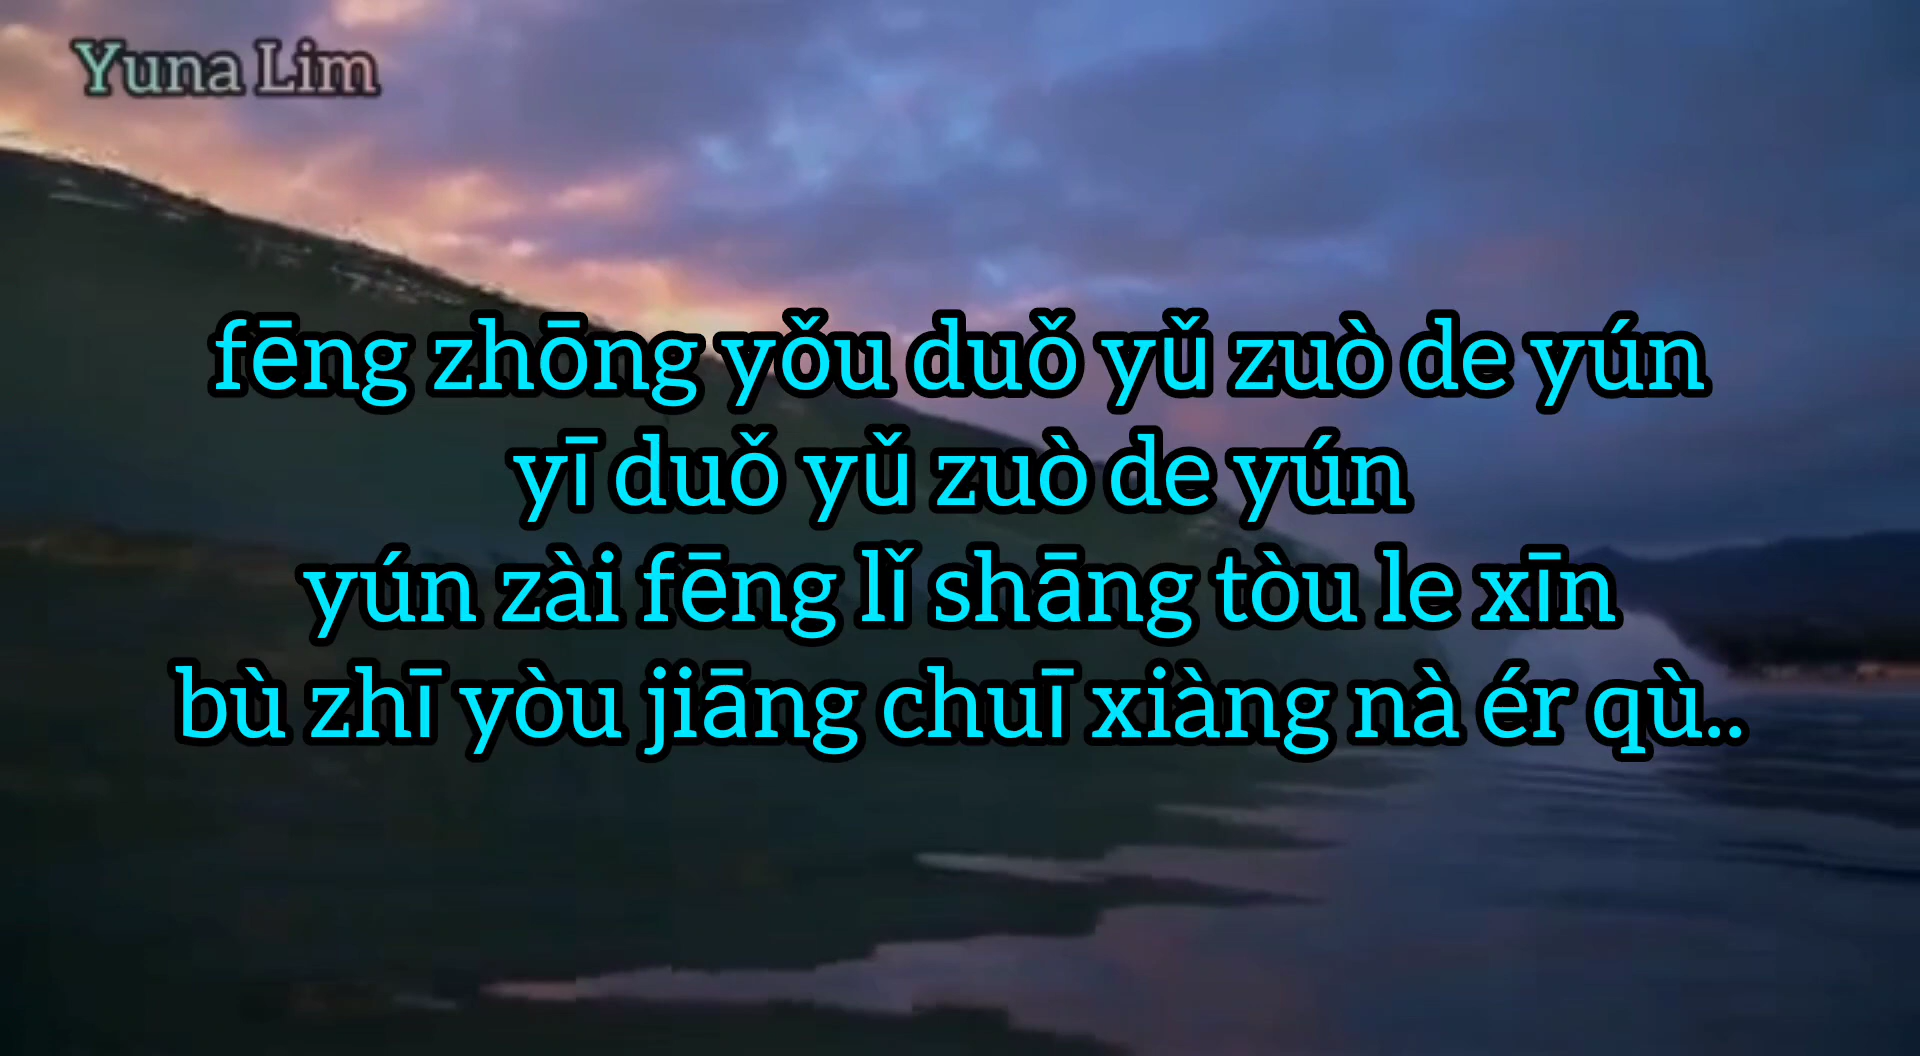 Yuna Lim
fēng zhōng yǒu duǒ yǔ zuò de yún
yī duǒ yǔ zuò de yún
yún zài fēng lǐ shāng tòu le xīn
bù zhī yòu jiāng chuī xiàng nà ér qù..